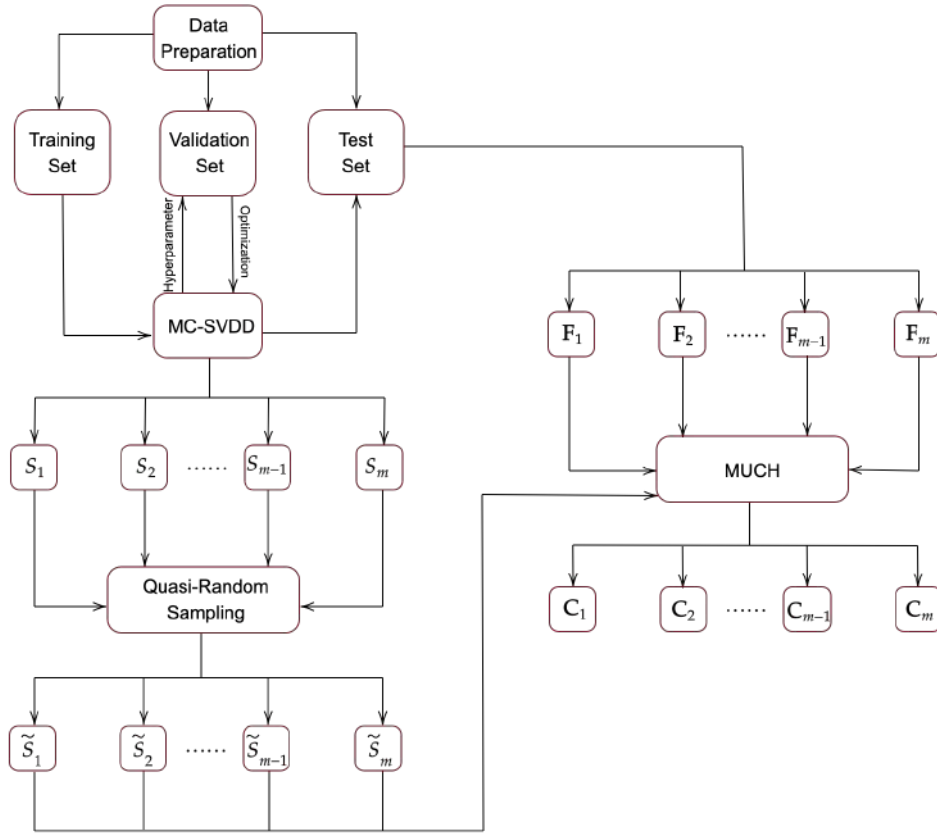 Data
Preparation
Training
Set
Validation
Set
Test
Set
Hyperparameter
Optimization
MC-SVDD
F₁
F₂
......
Fₘ₋₁
Fₘ
S₁
S₂
......
Sₘ₋₁
Sₘ
MUCH
Quasi-Random
Sampling
C₁
C₂
......
Cₘ₋₁
Cₘ
S̃₁
S̃₂
......
S̃ₘ₋₁
S̃ₘ